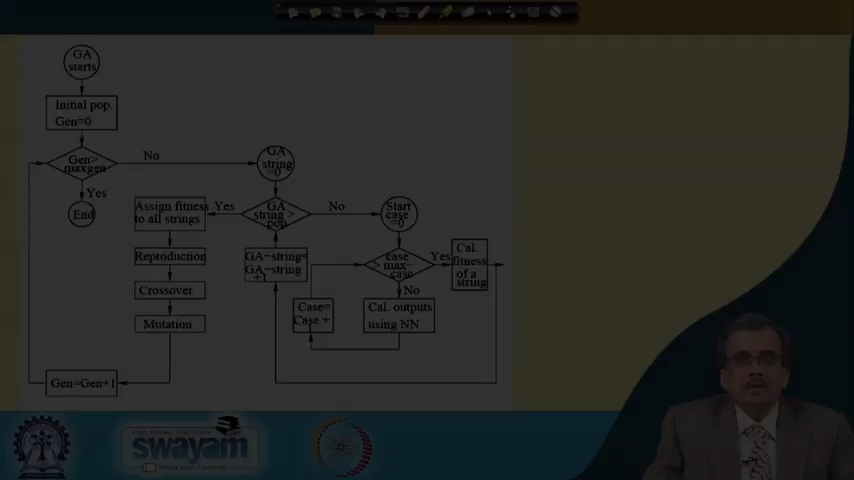 GA
starts
Initial pop.
Gen=0
Gen>
maxgen
No
Yes
End
GA
string
=0
GA
string >
pop
Yes
No
Assign fitness
to all strings
Reproduction
Crossover
Mutation
Gen=Gen+1
GA-string=
GA-string
+1
Start
case
=0
case
> max-
case
Yes
No
Cal.
fitness
of a
string
Cal. outputs
using NN
Case=
Case +
swayam